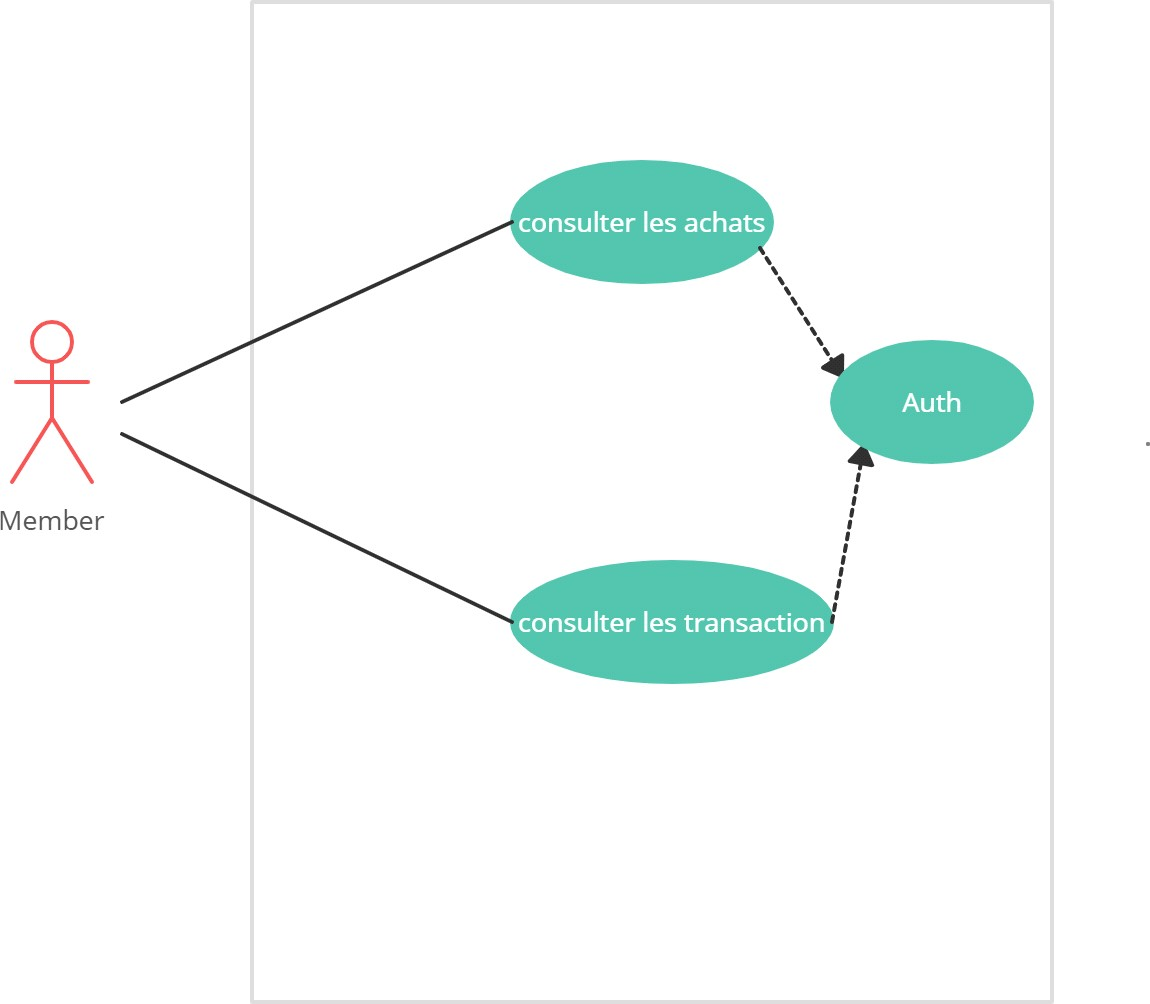 consulter les achats
Auth
Member
consulter les transaction